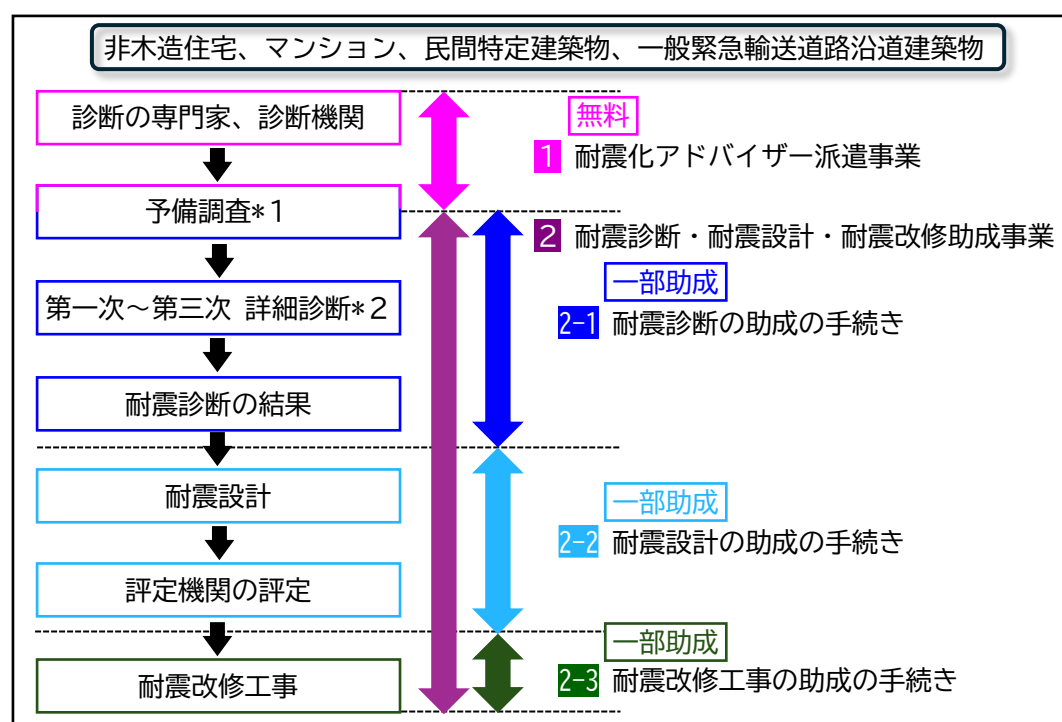 非木造住宅、マンション、民間特定建築物、一般緊急輸送道路沿道建築物
診断の専門家、診断機関
無料
1 耐震化アドバイザー派遣事業
予備調査*1
2 耐震診断・耐震設計・耐震改修助成事業
一部助成
第一次～第三次 詳細診断*2
2-1 耐震診断の助成の手続き
耐震診断の結果
耐震設計
一部助成
2-2 耐震設計の助成の手続き
評定機関の評定
一部助成
耐震改修工事
2-3 耐震改修工事の助成の手続き